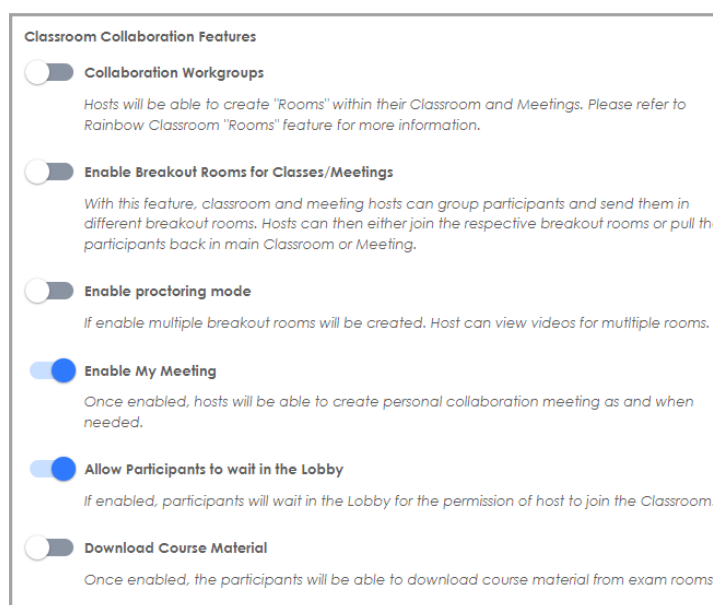 Classroom Collaboration Features
Collaboration Workgroups
Hosts will be able to create "Rooms" within their Classroom and Meetings. Please refer to
Rainbow Classroom "Rooms" feature for more information.
Enable Breakout Rooms for Classes/Meetings
With this feature, classroom and meeting hosts can group participants and send them in
different breakout rooms. Hosts can then either join the respective breakout rooms or pull th
participants back in main Classroom or Meeting.
Enable proctoring mode
If enable multiple breakout rooms will be created. Host can view videos for mutltiple rooms.
Enable My Meeting
Once enabled, hosts will be able to create personal collaboration meeting as and when
needed.
Allow Participants to wait in the Lobby
If enabled, participants will wait in the Lobby for the permission of host to join the Classroom
Download Course Material
Once enabled, the participants will be able to download course material from exam rooms